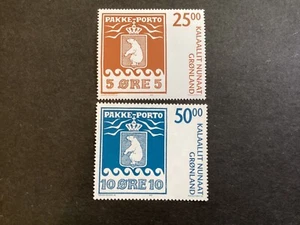 PAKKE-PORTO
5 ØRE 5
25.00
KALAALLIT NUNAAT
GRØNLAND
PAKKE-PORTO
10 ØRE 10
50.00
KALAALLIT NUNAAT
GRØNLAND